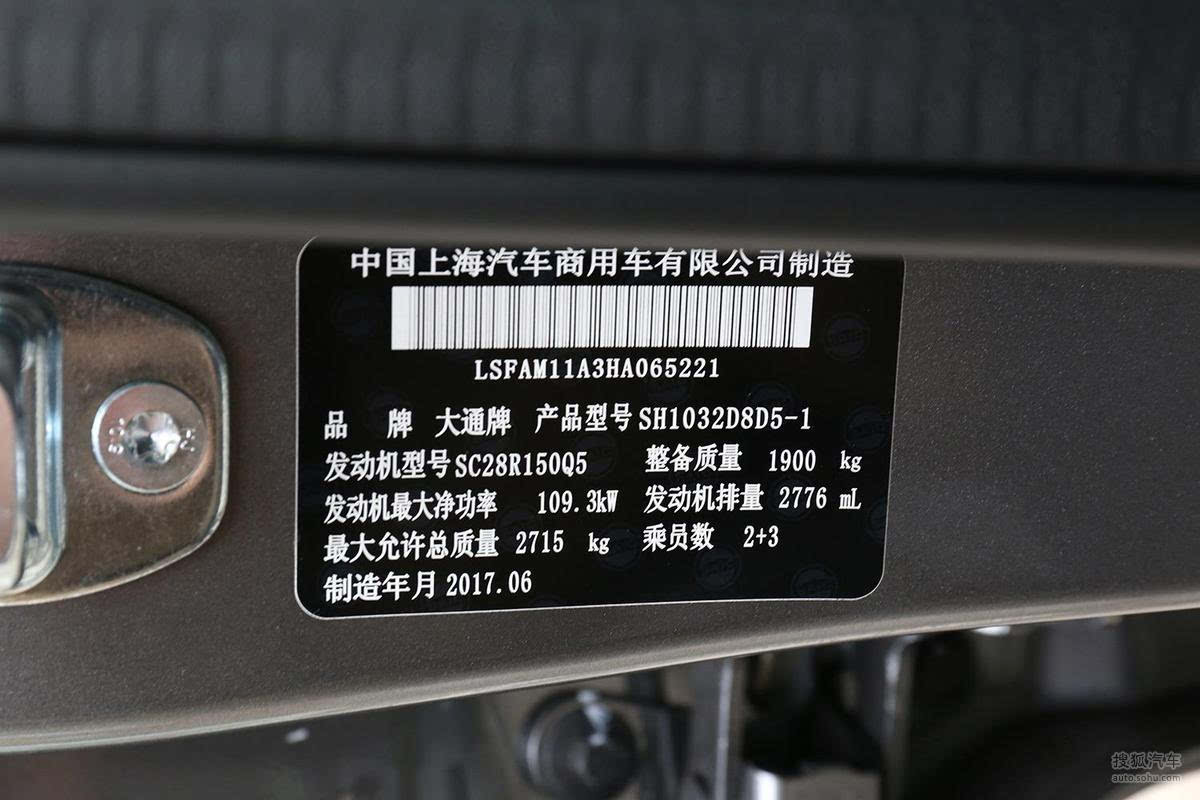 中国上海汽车商用车有限公司制造
LSFAM11A3HA065221
品 牌 大通牌 产品型号 SH1032D8D5-1
发动机型号 SC28R150Q5 整备质量 1900 kg
发动机最大净功率 109.3kW 发动机排量 2776 mL
最大允许总质量 2715 kg 乘员数 2+3
制造年月 2017.06
搜狐汽车
auto.sohu.com